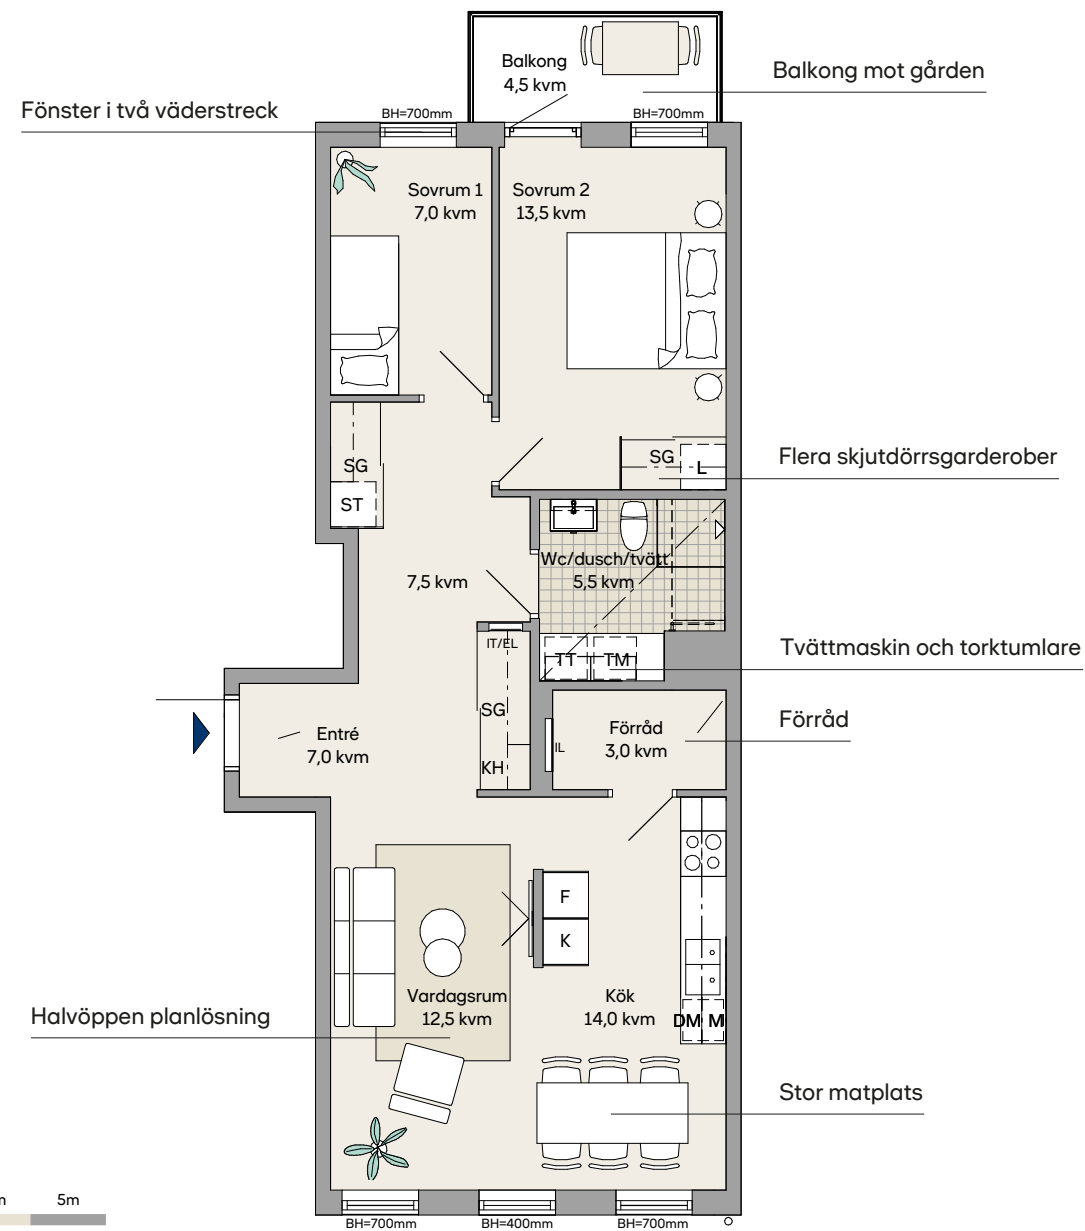 Balkong
4,5 kvm
Balkong mot gården
Fönster i två väderstreck
BH=700mm
BH=700mm
Sovrum 1
7,0 kvm
Sovrum 2
13,5 kvm
SG
ST
SG
L
Flera skjutdörrsgarderober
Wc/dusch/tvätt
5,5 kvm
7,5 kvm
IT/EL
TT
TM
Tvättmaskin och torktumlare
SG
KH
Förråd
Förråd
3,0 kvm
IL
Entré
7,0 kvm
F
K
Vardagsrum
12,5 kvm
Kök
14,0 kvm
DM M
Halvöppen planlösning
Stor matplats
m
5m
BH=700mm
BH=400mm
BH=700mm